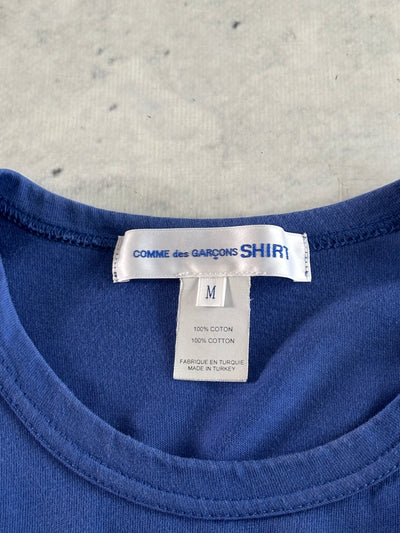 COMME des GARÇONS SHIRT
M
100% COTON
100% COTTON
FABRIQUE EN TURQUIE
MADE IN TURKEY